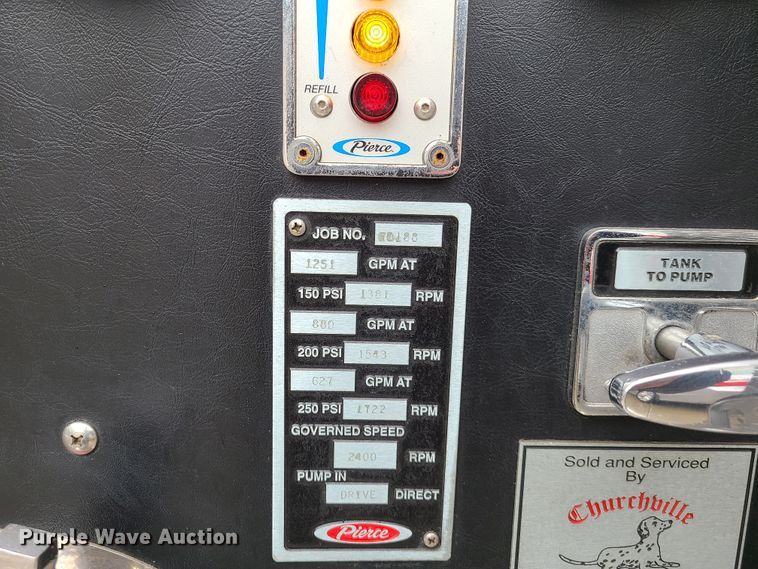 REFILL
Pierce
JOB NO.
1251 GPM AT
150 PSI 1381 RPM
880 GPM AT
200 PSI 1543 RPM
627 GPM AT
250 PSI 1722 RPM
GOVERNED SPEED
2400 RPM
PUMP IN
DRIVE DIRECT
Pierce
TANK
TO PUMP
Sold and Serviced
By
Churchville
Purple Wave Auction